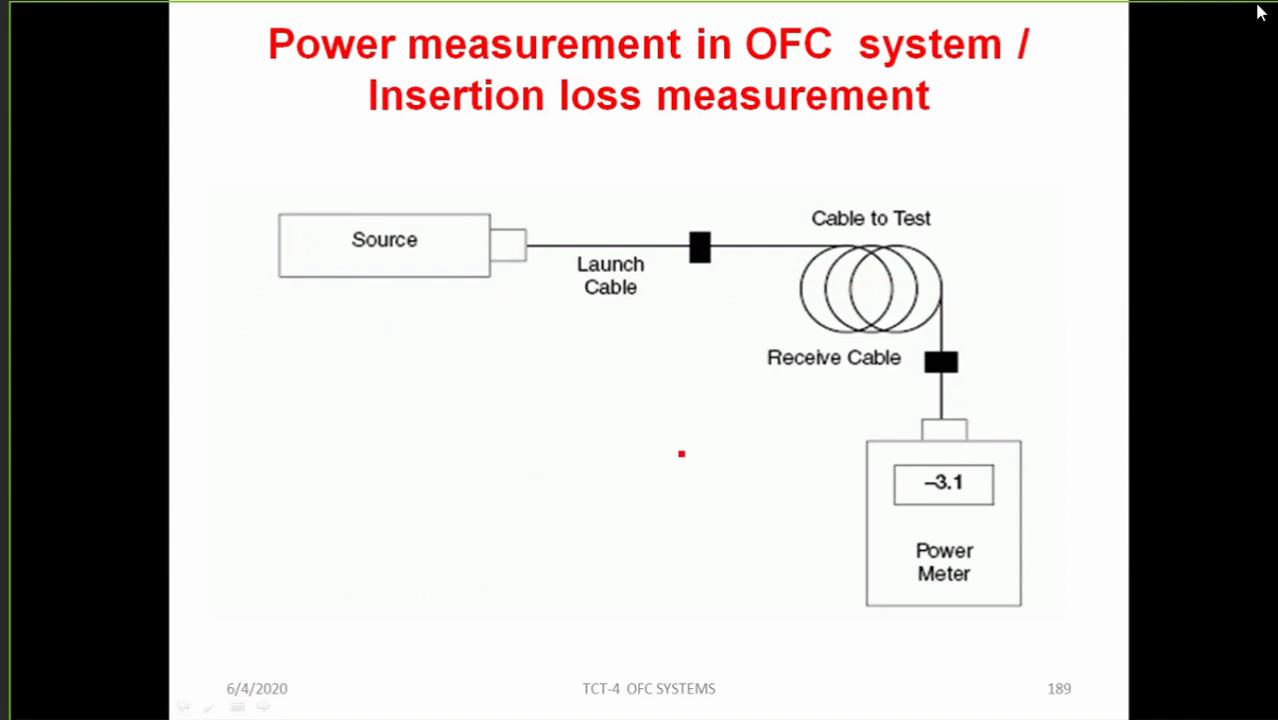 Power measurement in OFC system /
Insertion loss measurement
Source
Launch
Cable
Cable to Test
Receive Cable
–3.1
Power
Meter
6/4/2020
TCT-4 OFC SYSTEMS
189